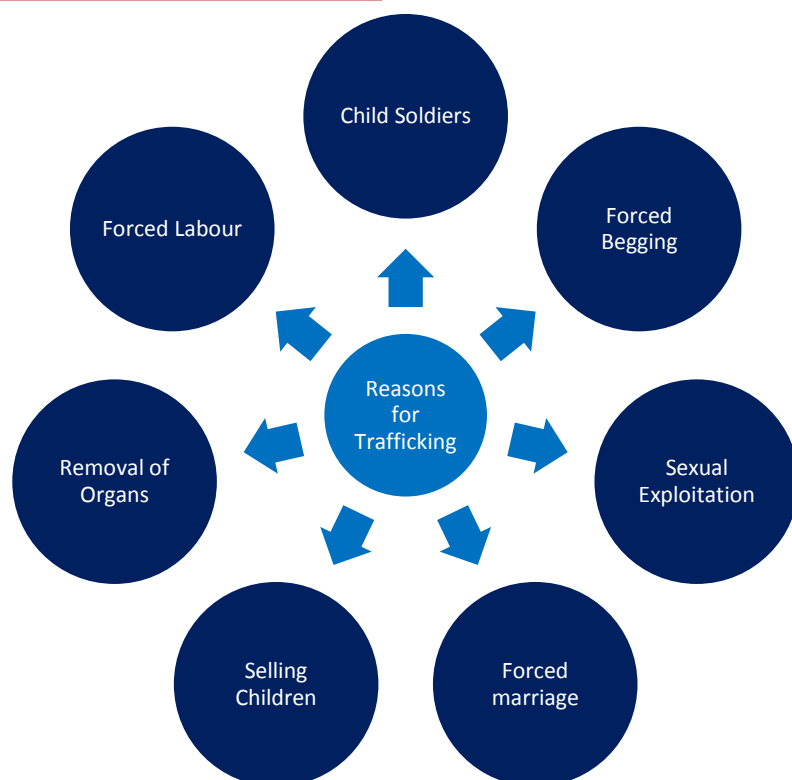 Child Soldiers
Forced
Begging
Sexual
Exploitation
Forced
marriage
Selling
Children
Removal of
Organs
Forced Labour
Reasons
for
Trafficking